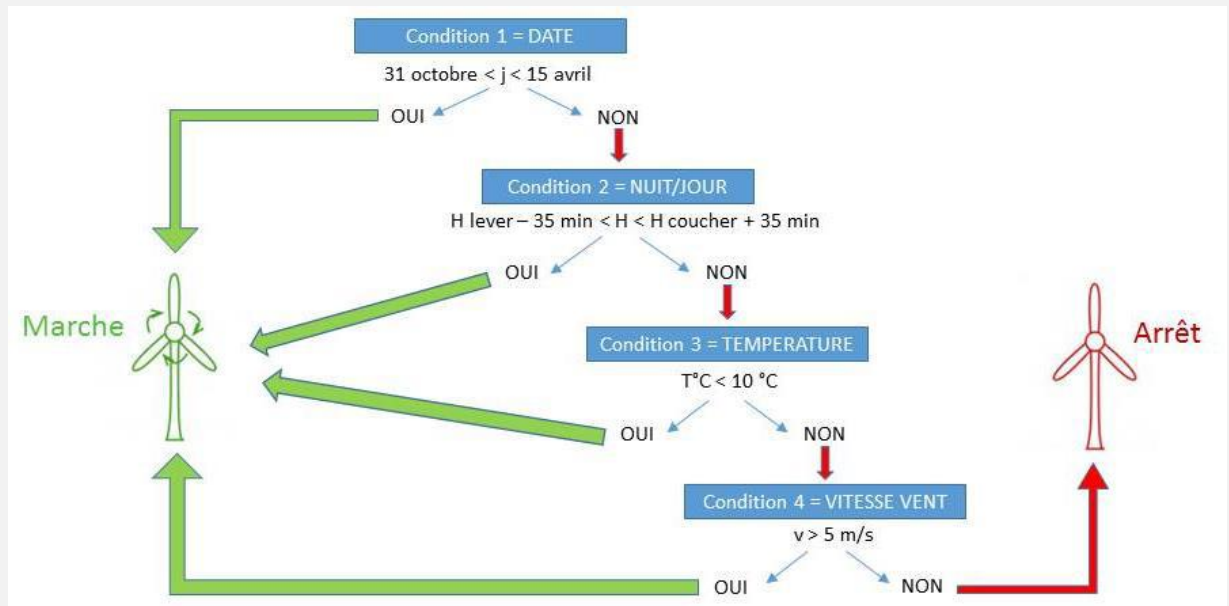 Condition 1 = DATE
31 octobre < j < 15 avril
OUI
NON
Condition 2 = NUIT/JOUR
H lever – 35 min < H < H coucher + 35 min
OUI
NON
Marche
Arrêt
Condition 3 = TEMPERATURE
T°C < 10 °C
OUI
NON
Condition 4 = VITESSE VENT
v > 5 m/s
OUI
NON